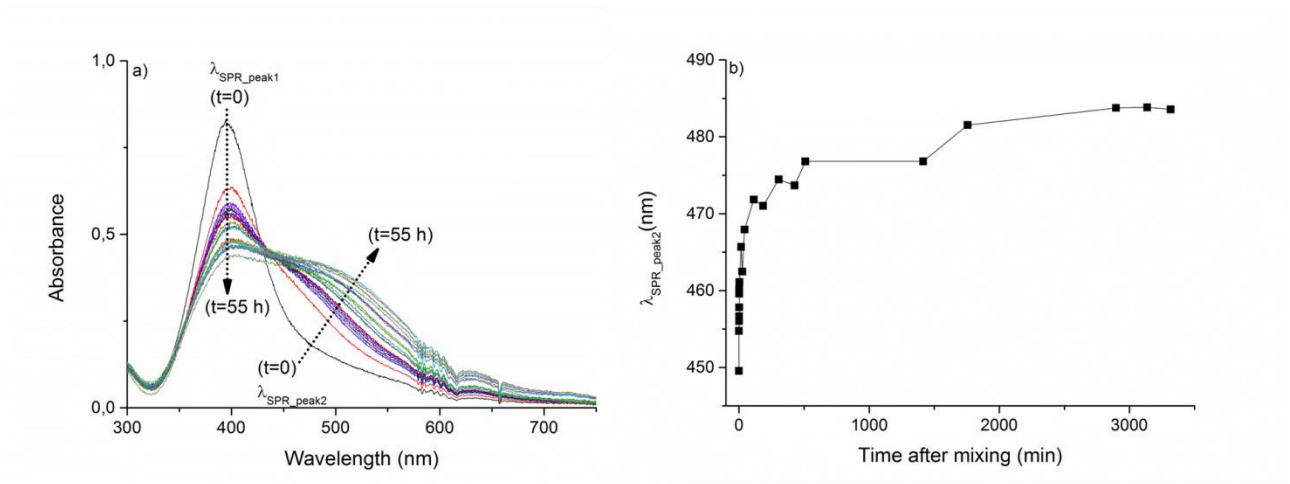 a)
λSPR_peak1
(t=0)
(t=55 h)
(t=55 h)
(t=0)
λSPR_peak2
1,0
0,5
0,0
300 400 500 600 700
Absorbance
Wavelength (nm)
b)
490
480
470
460
450
0 1000 2000 3000
λSPR_peak2(nm)
Time after mixing (min)